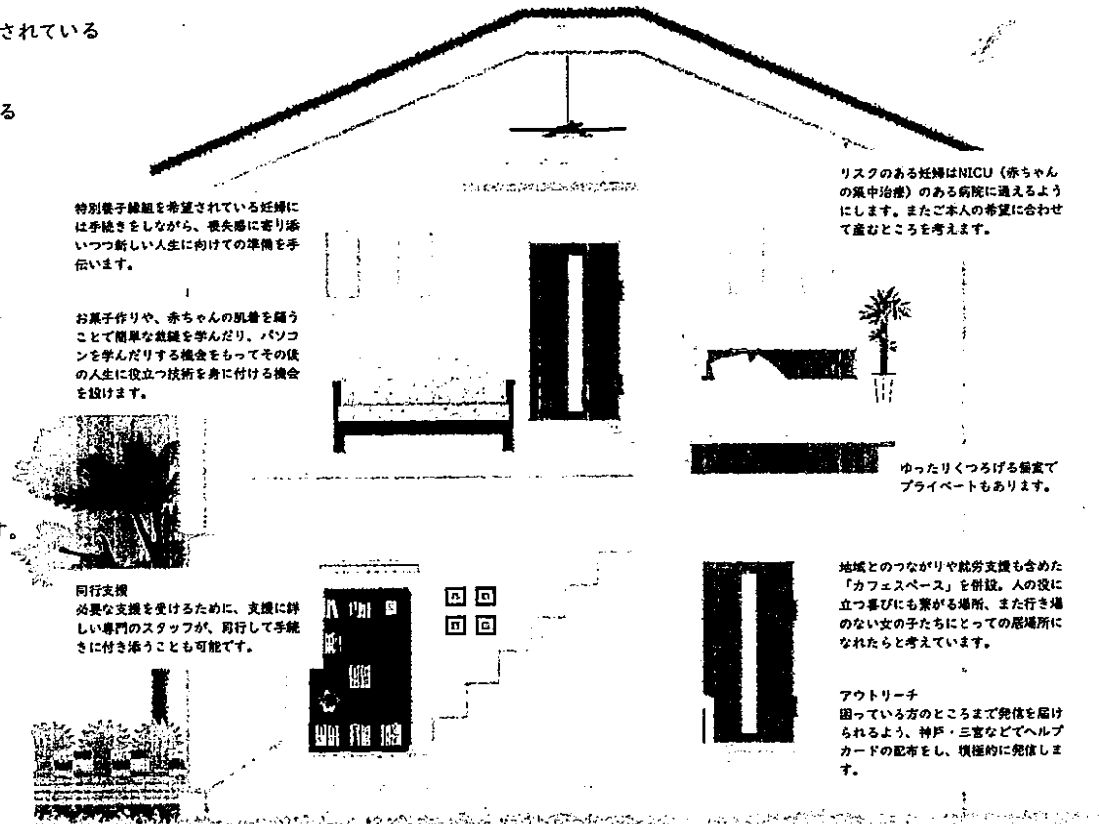 されている
る
特別養子縁組を希望されている妊婦に
は手続きをしながら、喪失感に寄り添
いつつ新しい人生に向けての準備を手
伝います。
お菓子作りや、赤ちゃんの肌着を縫う
ことで簡単な裁縫を学んだり、パソコ
ンを学んだりする機会をもってその後
の人生に役立つ技術を身に付ける機会
を設けます。
す。
同行支援
必要な支援を受けるために、支援に詳
しい専門のスタッフが、同行して手続
きに付き添うことも可能です。
リスクのある妊婦はNICU（赤ちゃん
の集中治療）のある病院に通えるよう
にします。またご本人の希望に合わせ
て産むところを考えます。
ゆったりくつろげる個室で
プライベートもあります。
地域とのつながりや就労支援も含めた
「カフェスペース」を併設。人の役に
立つ喜びにも繋がる場所、また行き場
のない女の子たちにとっての居場所に
なれたらと考えています。
アウトリーチ
困っている方のところまで発信を届け
られるよう、神戸・三宮などでヘルプ
カードの配布をし、積極的に発信しま
す。